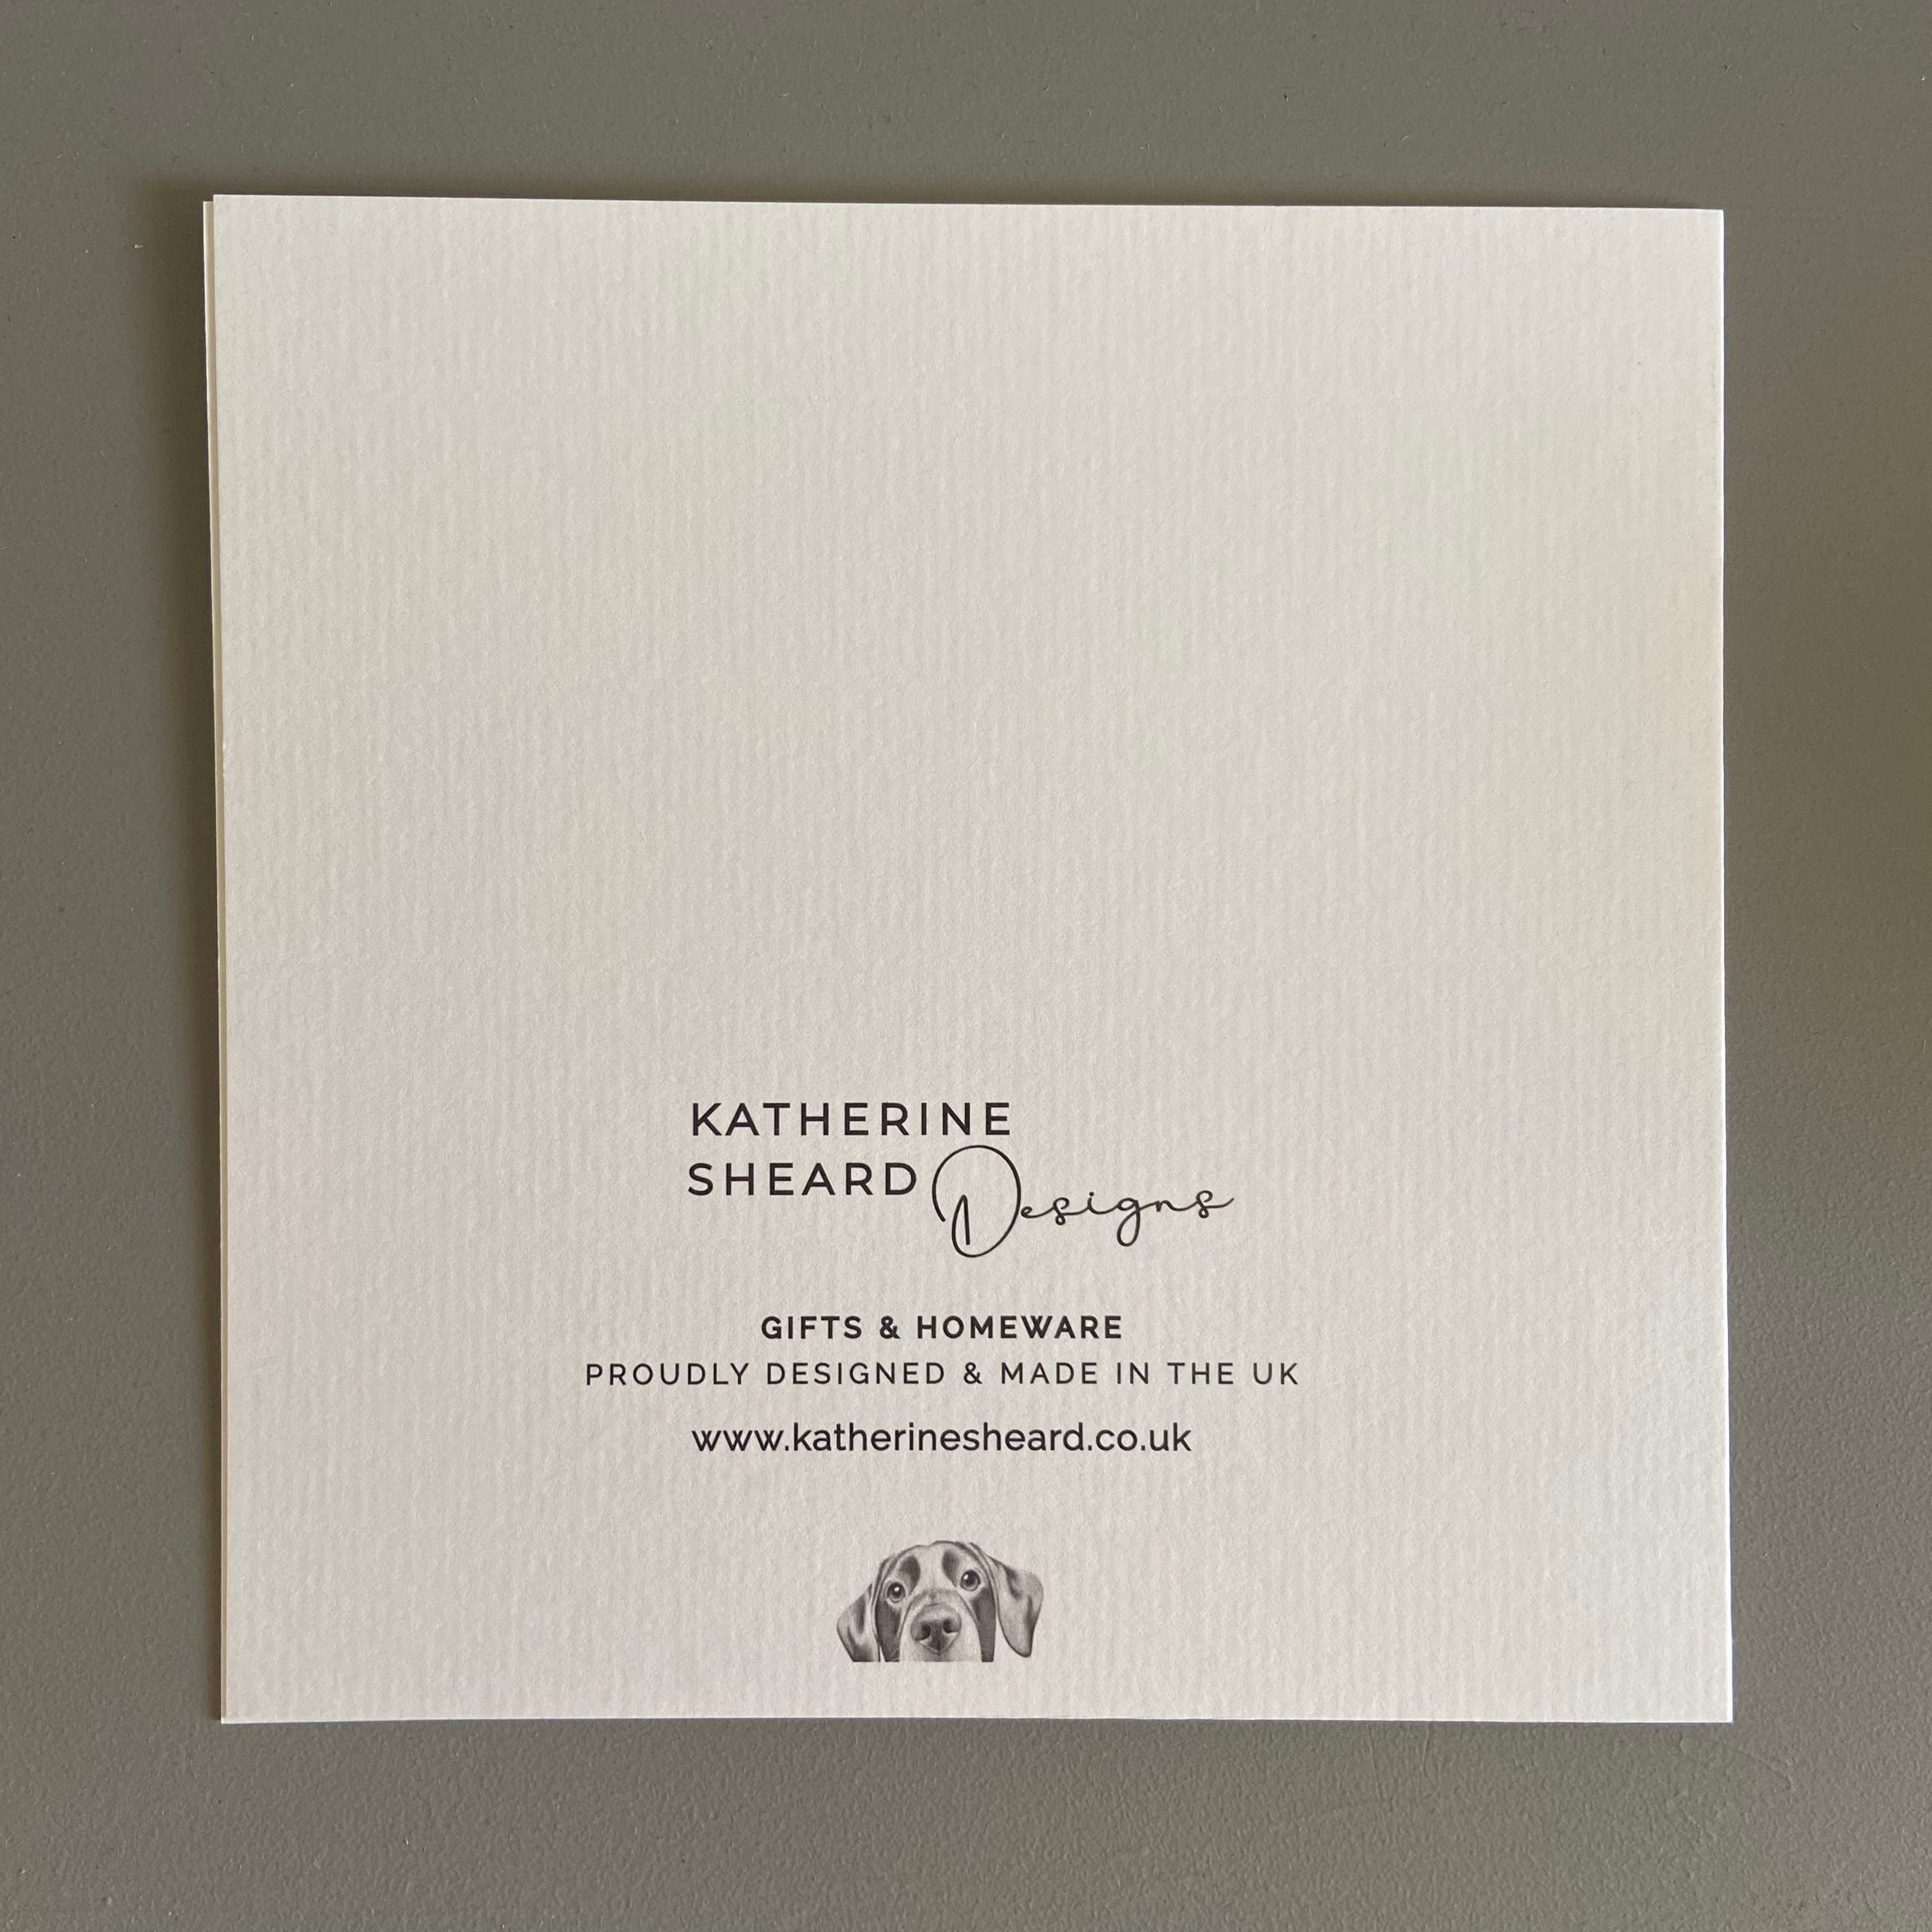 KATHERINE
SHEARD Designs
GIFTS & HOMEWARE
PROUDLY DESIGNED & MADE IN THE UK
www.katherinesheard.co.uk